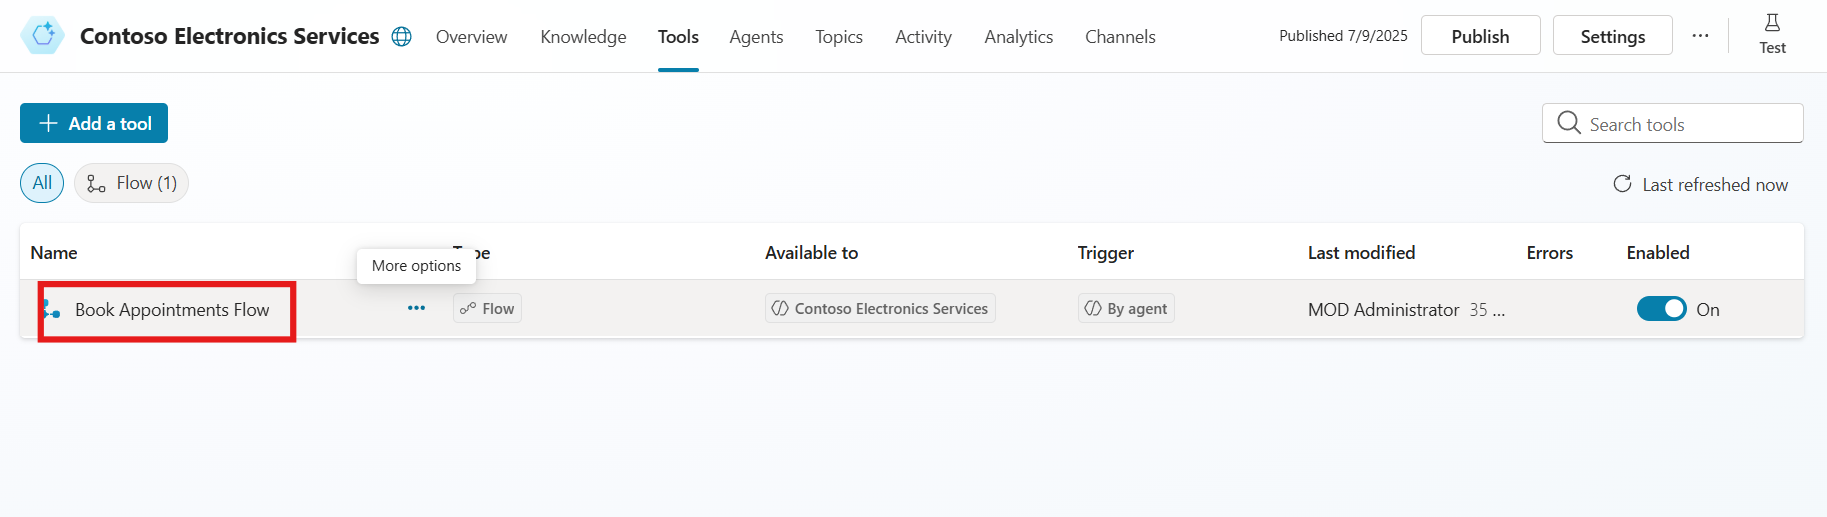 Contoso Electronics Services Overview Knowledge Tools Agents Topics Activity Analytics Channels Published 7/9/2025 Publish Settings ... Test
+ Add a tool Search tools
All Flow (1) Last refreshed now
Name More options pe Available to Trigger Last modified Errors Enabled
Book Appointments Flow ... Flow Contoso Electronics Services By agent MOD Administrator 35 ... On